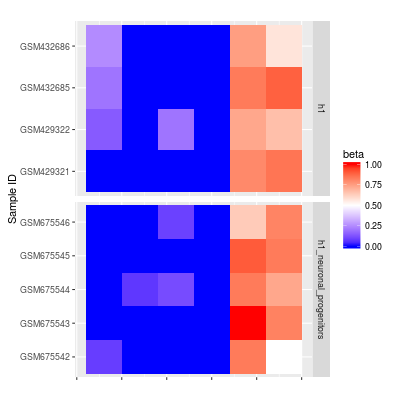 Sample ID
GSM432686
GSM432685
GSM429322
GSM429321
h1
GSM675546
GSM675545
GSM675544
GSM675543
GSM675542
h1_neuronal_progenitors
beta
1.00
0.75
0.50
0.25
0.00